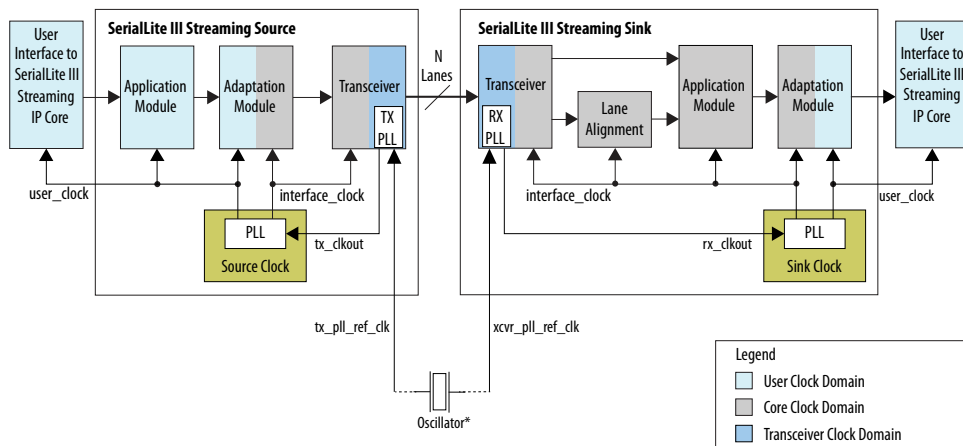 SerialLite III Streaming Source
SerialLite III Streaming Sink
User
Interface to
SerialLite III
Streaming
IP Core
Application
Module
Adaptation
Module
Transceiver
TX
PLL
N
Lanes
Transceiver
RX
PLL
Lane
Alignment
Application
Module
Adaptation
Module
User
Interface to
SerialLite III
Streaming
IP Core
user_clock
interface_clock
PLL
Source Clock
tx_clkout
interface_clock
rx_clkout
user_clock
PLL
Sink Clock
tx_pll_ref_clk
xcvr_pll_ref_clk
Oscillator*
Legend
User Clock Domain
Core Clock Domain
Transceiver Clock Domain